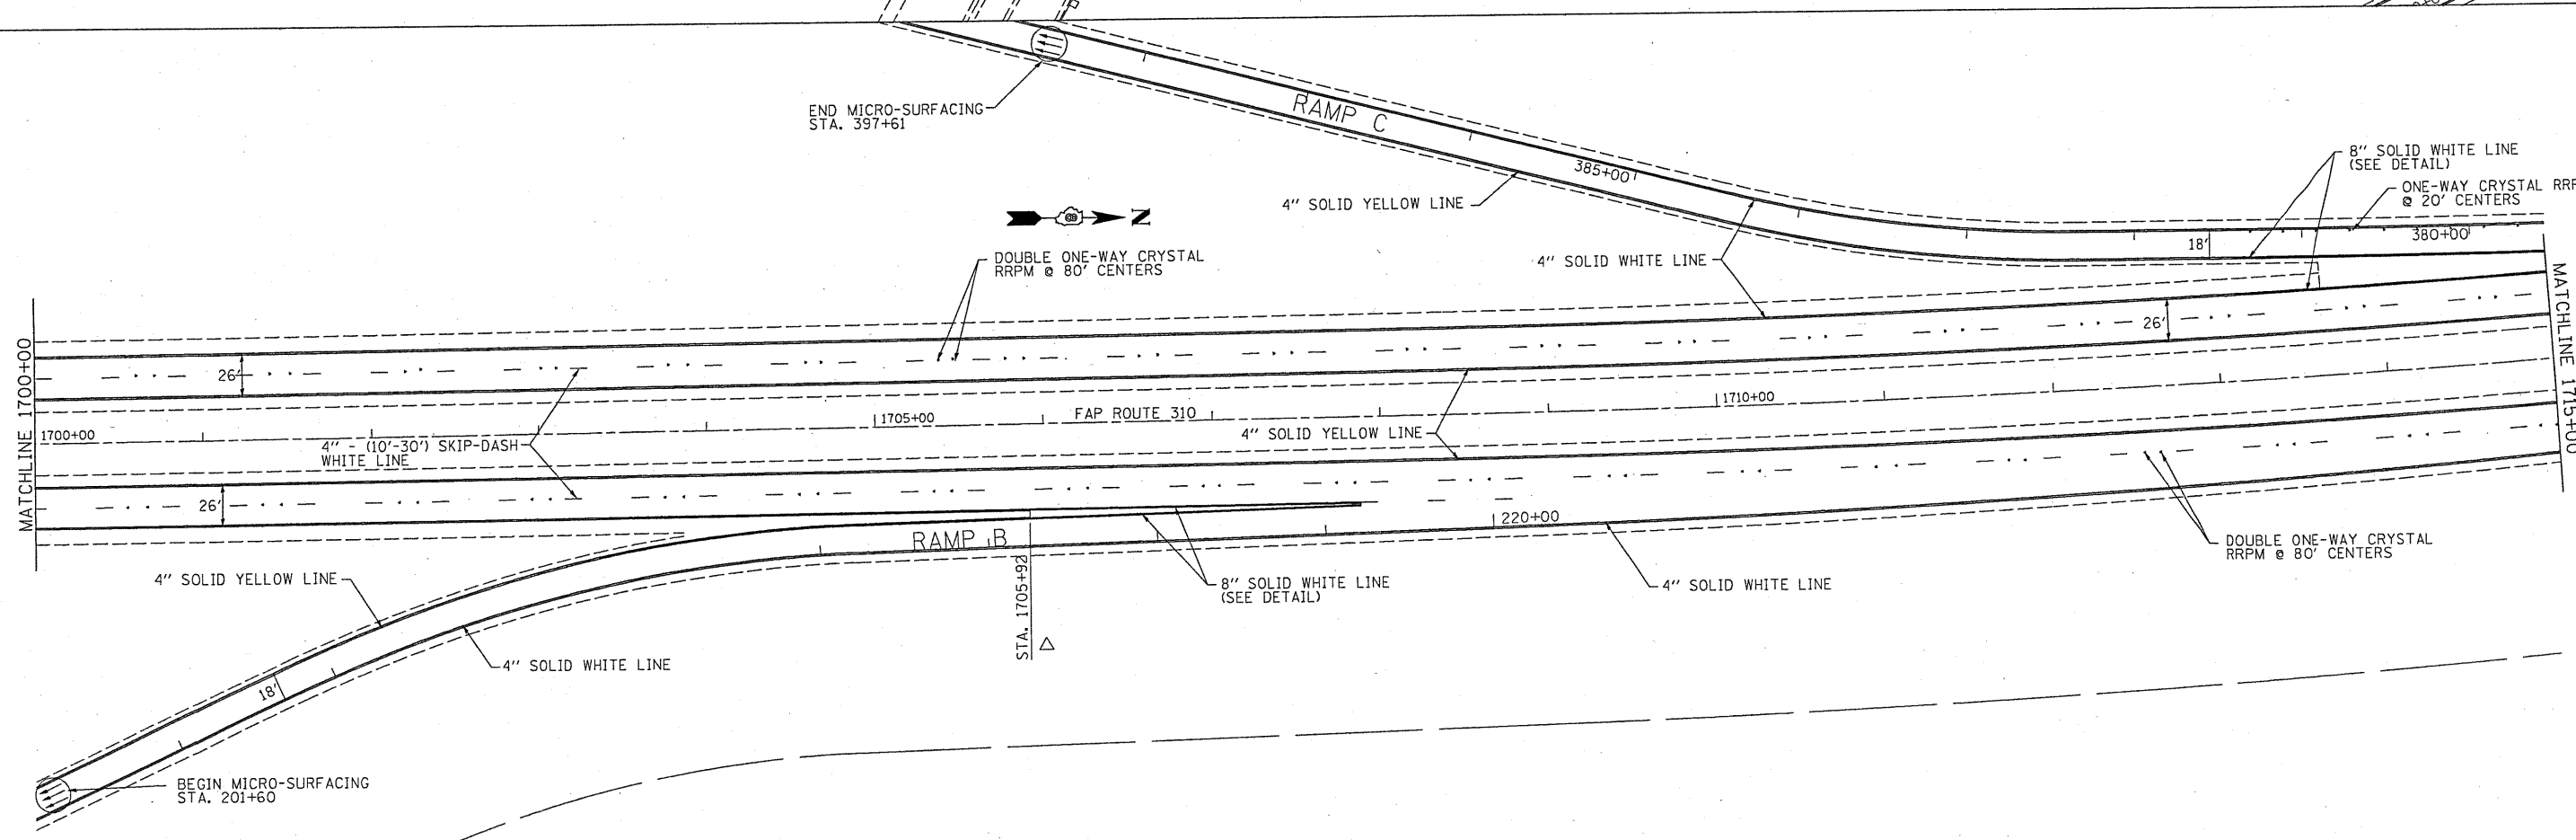 END MICRO-SURFACING
STA. 397+61
RAMP C
385+00
4" SOLID YELLOW LINE
8" SOLID WHITE LINE
(SEE DETAIL)
ONE-WAY CRYSTAL
@ 20' CENTERS
380+00
18'
N
DOUBLE ONE-WAY CRYSTAL
RRPM @ 80' CENTERS
4" SOLID WHITE LINE
26'
26'
MATCHLINE 1700+00
MATCHLINE 1715+00
1700+00
1705+00
FAP ROUTE 310
1710+00
4" - (10'-30') SKIP-DASH
WHITE LINE
4" SOLID YELLOW LINE
26'
RAMP B
220+00
STA. 1705+92
8" SOLID WHITE LINE
(SEE DETAIL)
4" SOLID WHITE LINE
DOUBLE ONE-WAY CRYSTAL
RRPM @ 80' CENTERS
4" SOLID YELLOW LINE
4" SOLID WHITE LINE
18'
BEGIN MICRO-SURFACING
STA. 201+60